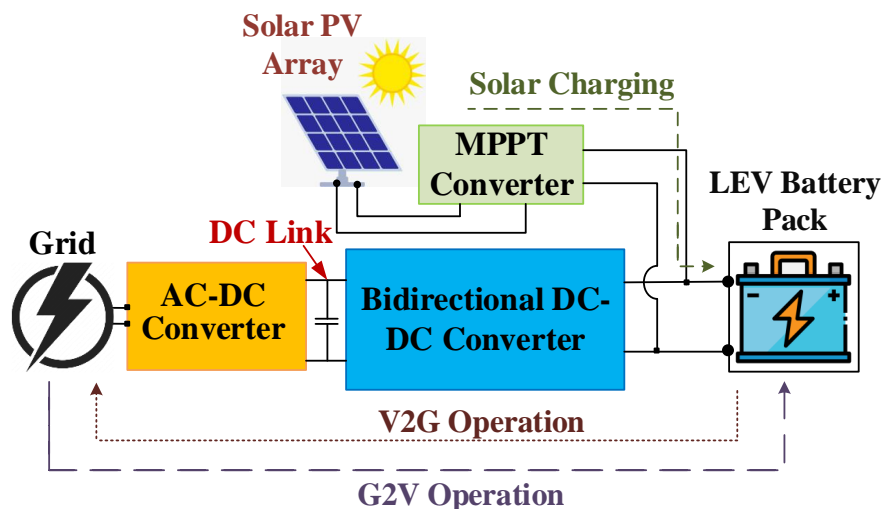 Solar PV
Array
Solar Charging
MPPT
Converter
LEV Battery
Pack
Grid
DC Link
AC-DC
Converter
Bidirectional DC-
DC Converter
- +
V2G Operation
G2V Operation